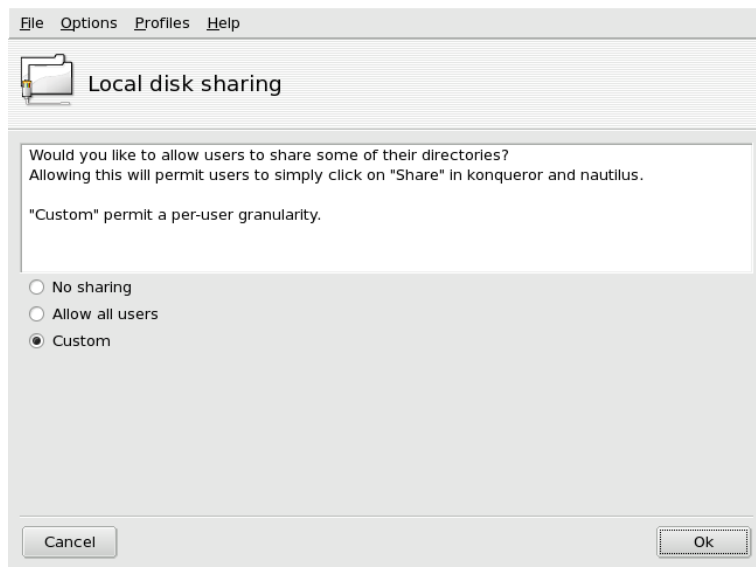 File Options Profiles Help
Local disk sharing
Would you like to allow users to share some of their directories?
Allowing this will permit users to simply click on "Share" in konqueror and nautilus.
"Custom" permit a per-user granularity.
No sharing
Allow all users
Custom
Cancel Ok